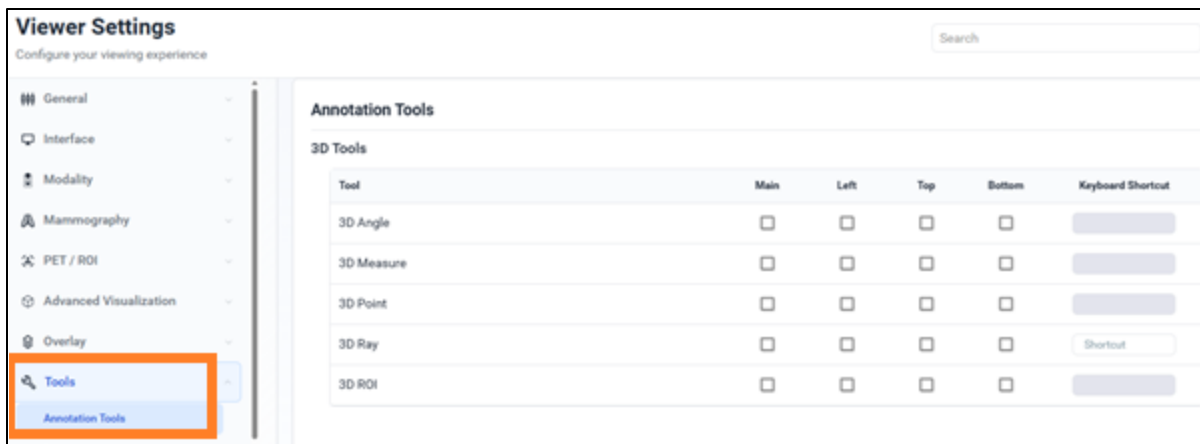 Viewer Settings
Configure your viewing experience
Search
General
Interface
Modality
Mammography
PET / ROI
Advanced Visualization
Overlay
Tools
Annotation Tools
Annotation Tools
3D Tools
Tool Main Left Top Bottom Keyboard Shortcut
3D Angle
3D Measure
3D Point
3D Ray Shortcut
3D ROI